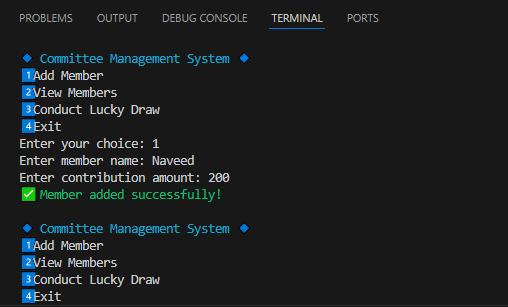 PROBLEMS OUTPUT DEBUG CONSOLE TERMINAL PORTS
🔹 Committee Management System 🔹
1️⃣Add Member
2️⃣View Members
3️⃣Conduct Lucky Draw
4️⃣Exit
Enter your choice: 1
Enter member name: Naveed
Enter contribution amount: 200
✅ Member added successfully!
🔹 Committee Management System 🔹
1️⃣Add Member
2️⃣View Members
3️⃣Conduct Lucky Draw
4️⃣Exit